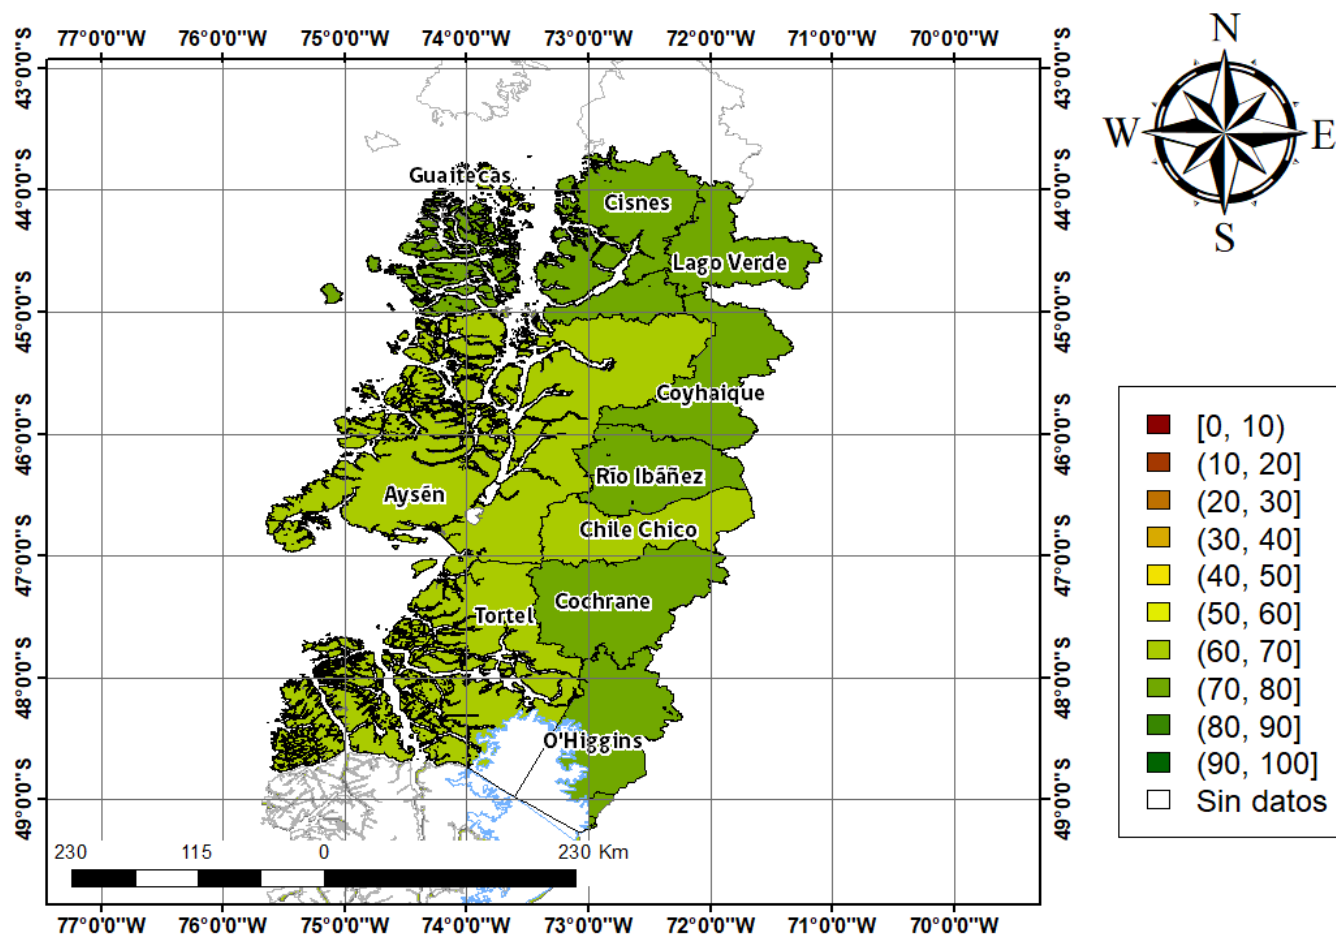 77°0'0"W 76°0'0"W 75°0'0"W 74°0'0"W 73°0'0"W 72°0'0"W 71°0'0"W 70°0'0"W
43°0'0"S
44°0'0"S
45°0'0"S
46°0'0"S
47°0'0"S
48°0'0"S
49°0'0"S
Guaitecas
Cisnes
Lago Verde
Coyhaique
Río Ibáñez
Aysén
Chile Chico
Cochrane
Tortel
O'Higgins
43°0'0"S
44°0'0"S
45°0'0"S
46°0'0"S
47°0'0"S
48°0'0"S
49°0'0"S
230 115 0 230 Km
77°0'0"W 76°0'0"W 75°0'0"W 74°0'0"W 73°0'0"W 72°0'0"W 71°0'0"W 70°0'0"W
N
W E
S
[0, 10)
(10, 20]
(20, 30]
(30, 40]
(40, 50]
(50, 60]
(60, 70]
(70, 80]
(80, 90]
(90, 100]
Sin datos